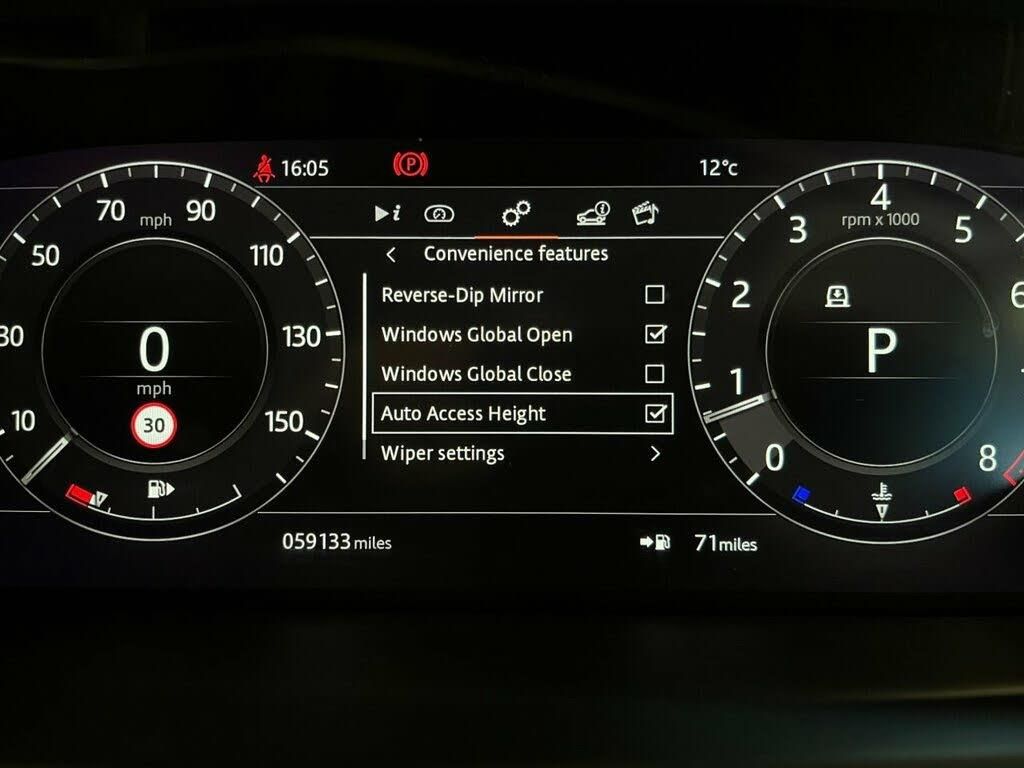 16:05
P
12°c
i
i
Convenience features
Reverse-Dip Mirror
Windows Global Open
Windows Global Close
Auto Access Height
Wiper settings
10
30
50
70
mph
90
110
130
150
0
mph
30
0
1
2
3
4
5
6
8
rpm x 1000
P
059133 miles
71 miles